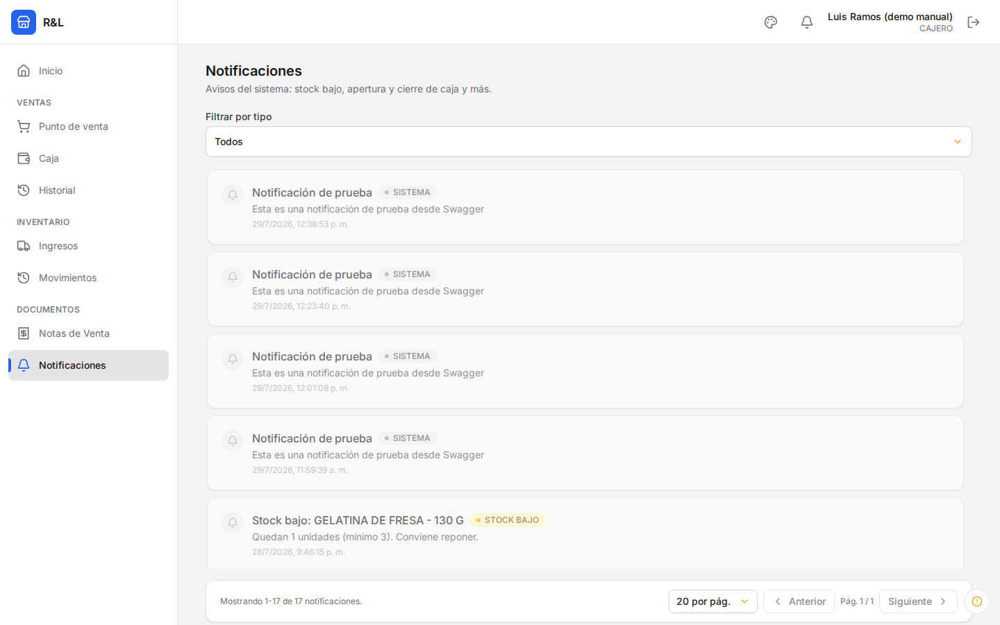 R&L
Luis Ramos (demo manual)
CAJERO
Inicio
VENTAS
Punto de venta
Caja
Historial
INVENTARIO
Ingresos
Movimientos
DOCUMENTOS
Notas de Venta
Notificaciones
Notificaciones
Avisos del sistema: stock bajo, apertura y cierre de caja y más.
Filtrar por tipo
Todos
Notificación de prueba SISTEMA
Esta es una notificación de prueba desde Swagger
29/7/2026, 12:38:53 p. m.
Notificación de prueba SISTEMA
Esta es una notificación de prueba desde Swagger
29/7/2026, 12:23:40 p. m.
Notificación de prueba SISTEMA
Esta es una notificación de prueba desde Swagger
29/7/2026, 12:01:08 p. m.
Notificación de prueba SISTEMA
Esta es una notificación de prueba desde Swagger
29/7/2026, 11:59:39 a. m.
Stock bajo: GELATINA DE FRESA - 130 G STOCK BAJO
Quedan 1 unidades (mínimo 3). Conviene reponer.
28/7/2026, 9:46:15 p. m.
Mostrando 1-17 de 17 notificaciones.
20 por pág.
Anterior
Pág. 1 / 1
Siguiente